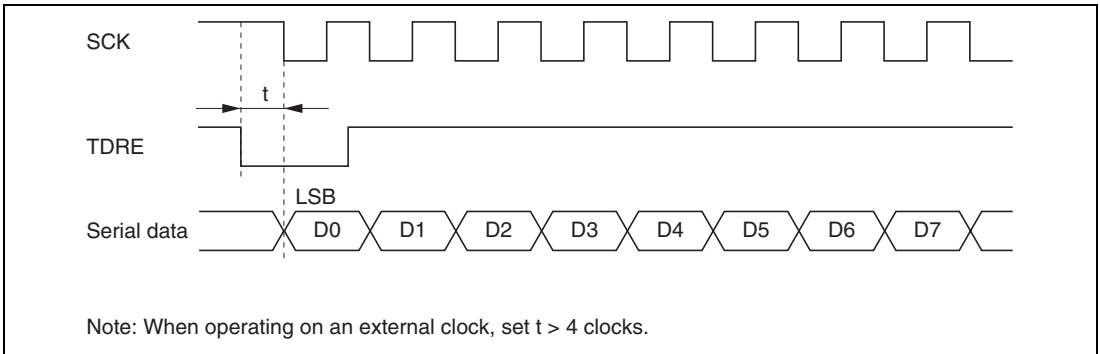 SCK
t
TDRE
LSB
Serial data
D0 D1 D2 D3 D4 D5 D6 D7
Note: When operating on an external clock, set t > 4 clocks.